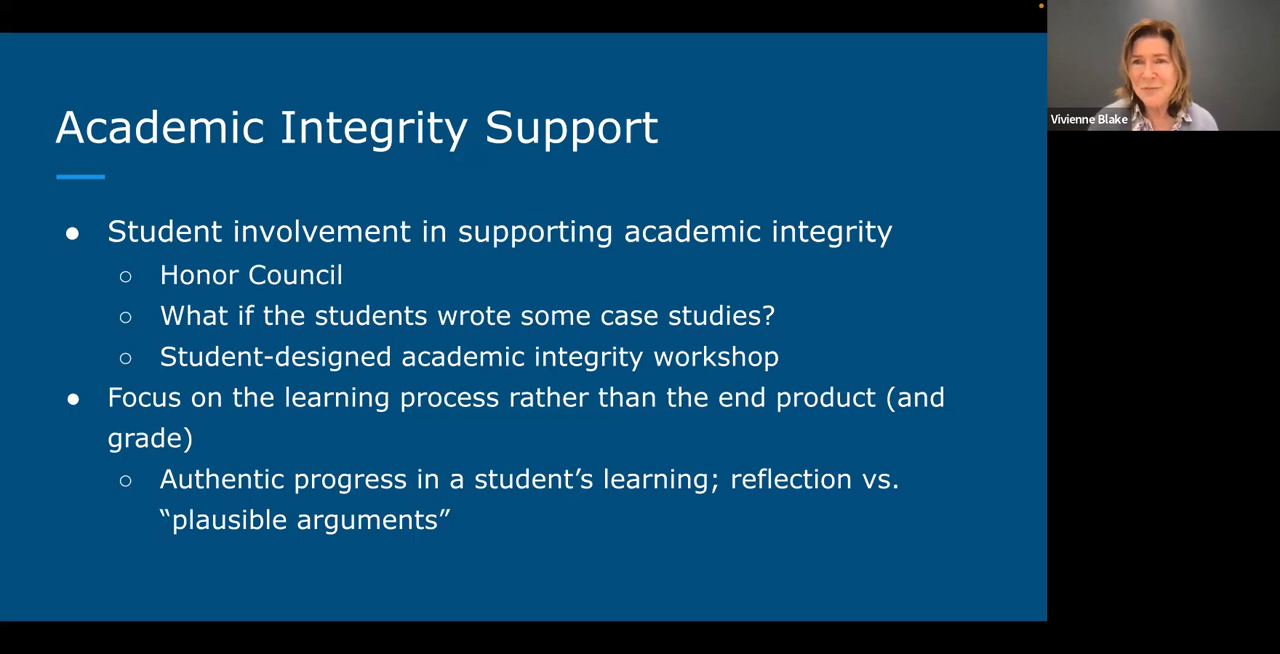 Academic Integrity Support
● Student involvement in supporting academic integrity
○ Honor Council
○ What if the students wrote some case studies?
○ Student-designed academic integrity workshop
● Focus on the learning process rather than the end product (and
grade)
○ Authentic progress in a student’s learning; reflection vs.
“plausible arguments”
Vivienne Blake